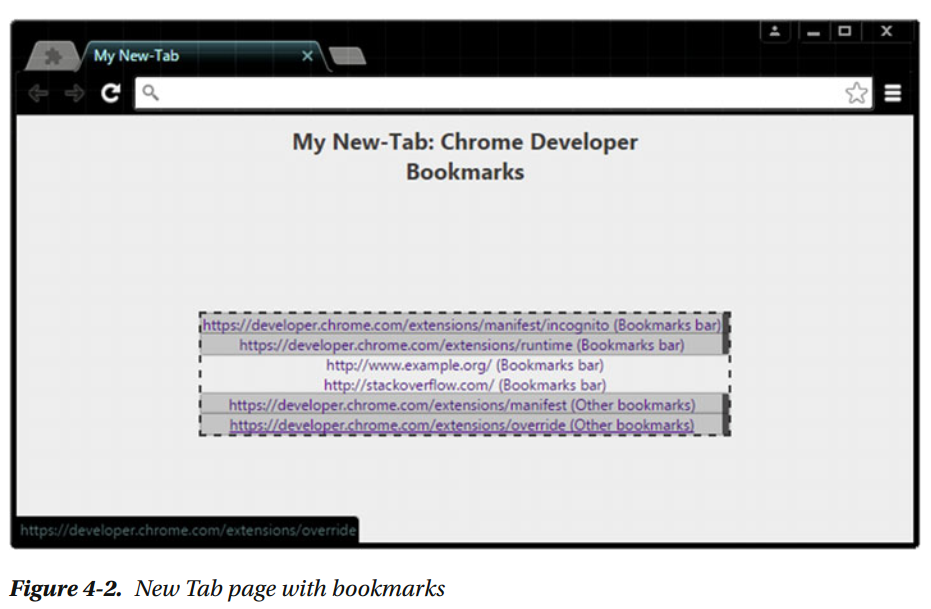 My New-Tab
My New-Tab: Chrome Developer
Bookmarks
https://developer.chrome.com/extensions/manifest/incognito (Bookmarks bar)
https://developer.chrome.com/extensions/runtime (Bookmarks bar)
http://www.example.org/ (Bookmarks bar)
http://stackoverflow.com/ (Bookmarks bar)
https://developer.chrome.com/extensions/manifest (Other bookmarks)
https://developer.chrome.com/extensions/override (Other bookmarks)
https://developer.chrome.com/extensions/override
Figure 4-2. New Tab page with bookmarks